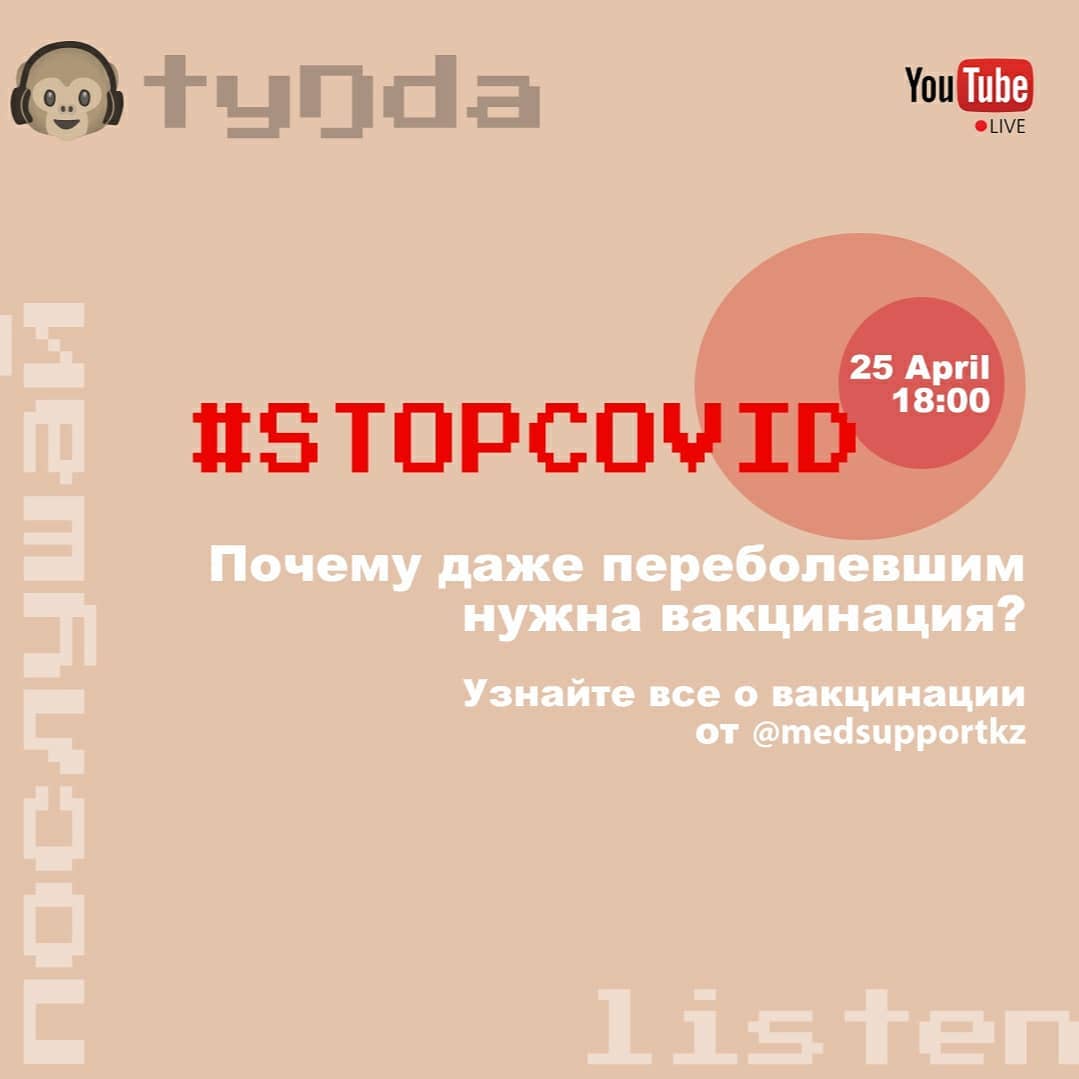 tyŋda
YouTube
LIVE
25 April
18:00
#STOPCOVID
Почему даже переболевшим
нужна вакцинация?
Узнайте все о вакцинации
от @medsupportkz
послушай
listen